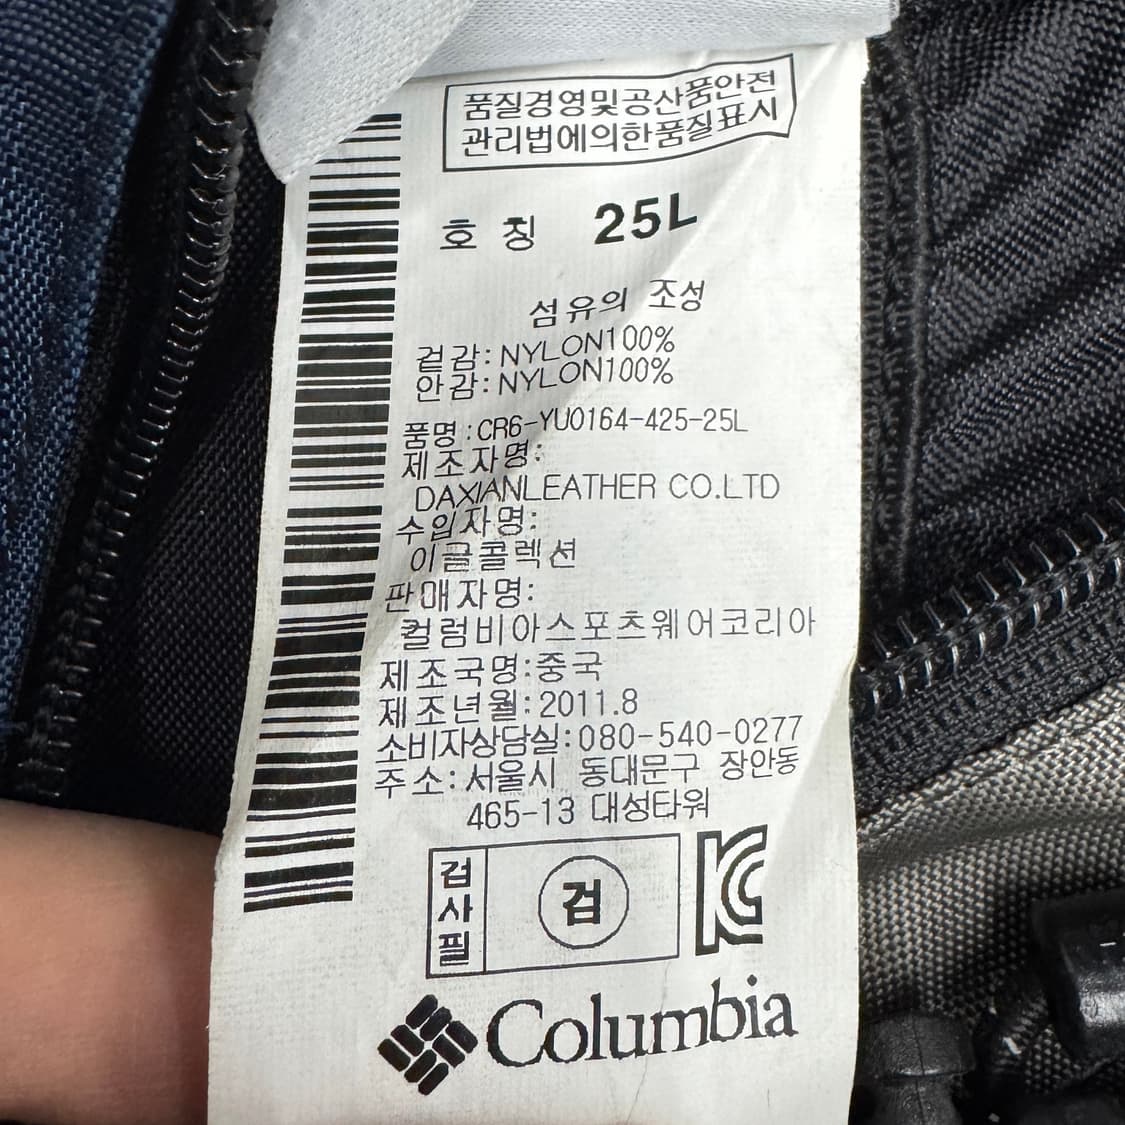 품질경영및공산품안전
관리법에의한품질표시
호 칭 25L
섬유의 조성
겉감:NYLON100%
안감:NYLON100%
품명:CR6-YU0164-425-25L
제조자명:
DAXIANLEATHER CO.LTD
수입자명:
이글콜렉션
판매자명:
컬럼비아스포츠웨어코리아
제조국명:중국
제조년월:2011.8
소비자상담실:080-540-0277
주소:서울시 동대문구 장안동
465-13 대성타워
검사필
검
KC
Columbia